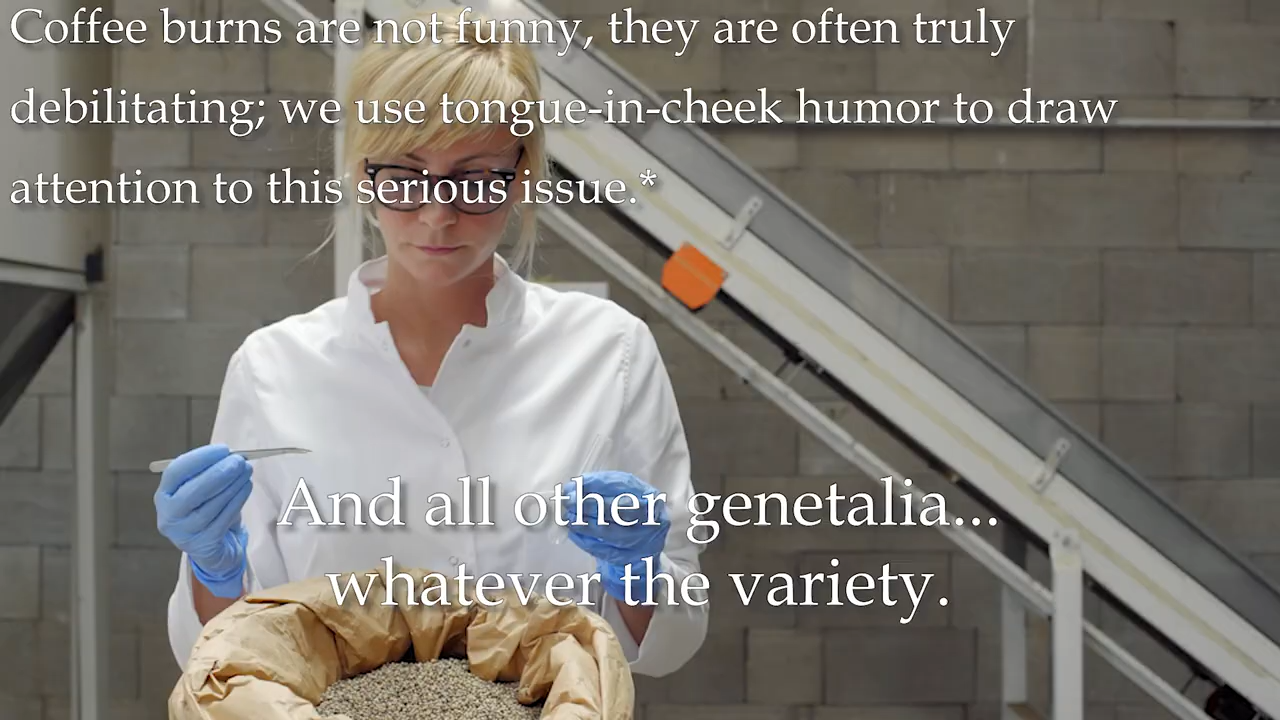 Coffee burns are not funny, they are often truly
debilitating; we use tongue-in-cheek humor to draw
attention to this serious issue.*
And all other genetalia...
whatever the variety.